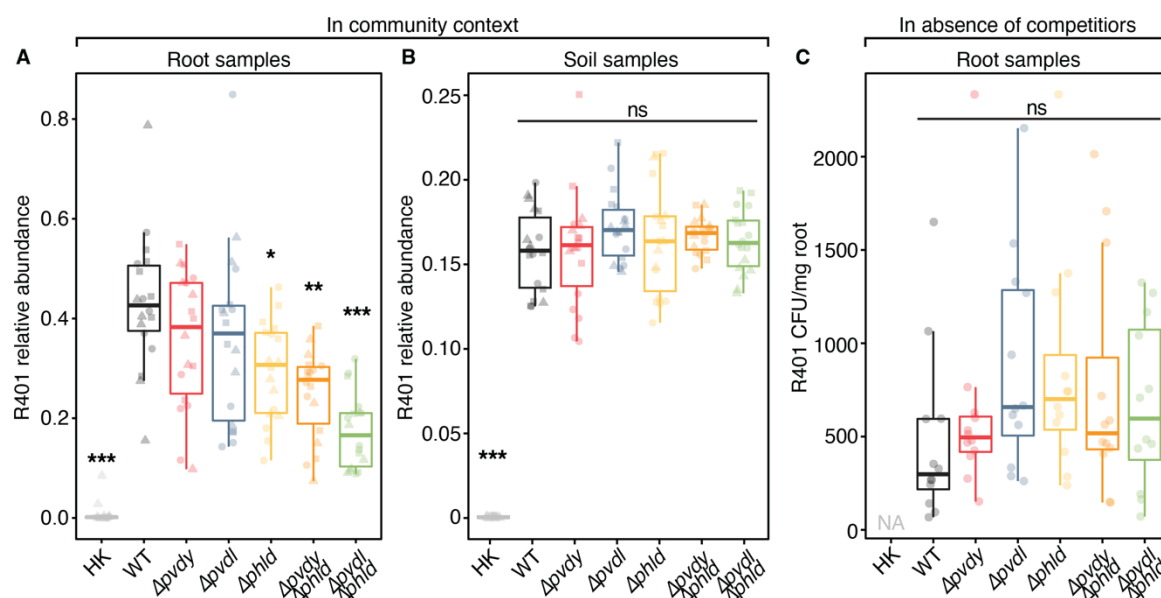 In community context
In absence of competitiors
A
Root samples
B
Soil samples
C
Root samples
R401 relative abundance
0.8
0.6
0.4
0.2
0.0
***
*
**
***
HK
WT
Δpvdy
Δpvdl
Δphld
Δpvdy
Δphld
Δpvdl
Δphld
R401 relative abundance
0.25
0.20
0.15
0.10
0.05
0
ns
***
HK
WT
Δpvdy
Δpvdl
Δphld
Δpvdy
Δphld
Δpvdl
Δphld
R401 CFU/mg root
2000
1500
1000
500
0
ns
NA
HK
WT
Δpvdy
Δpvdl
Δphld
Δpvdy
Δphld
Δpvdl
Δphld